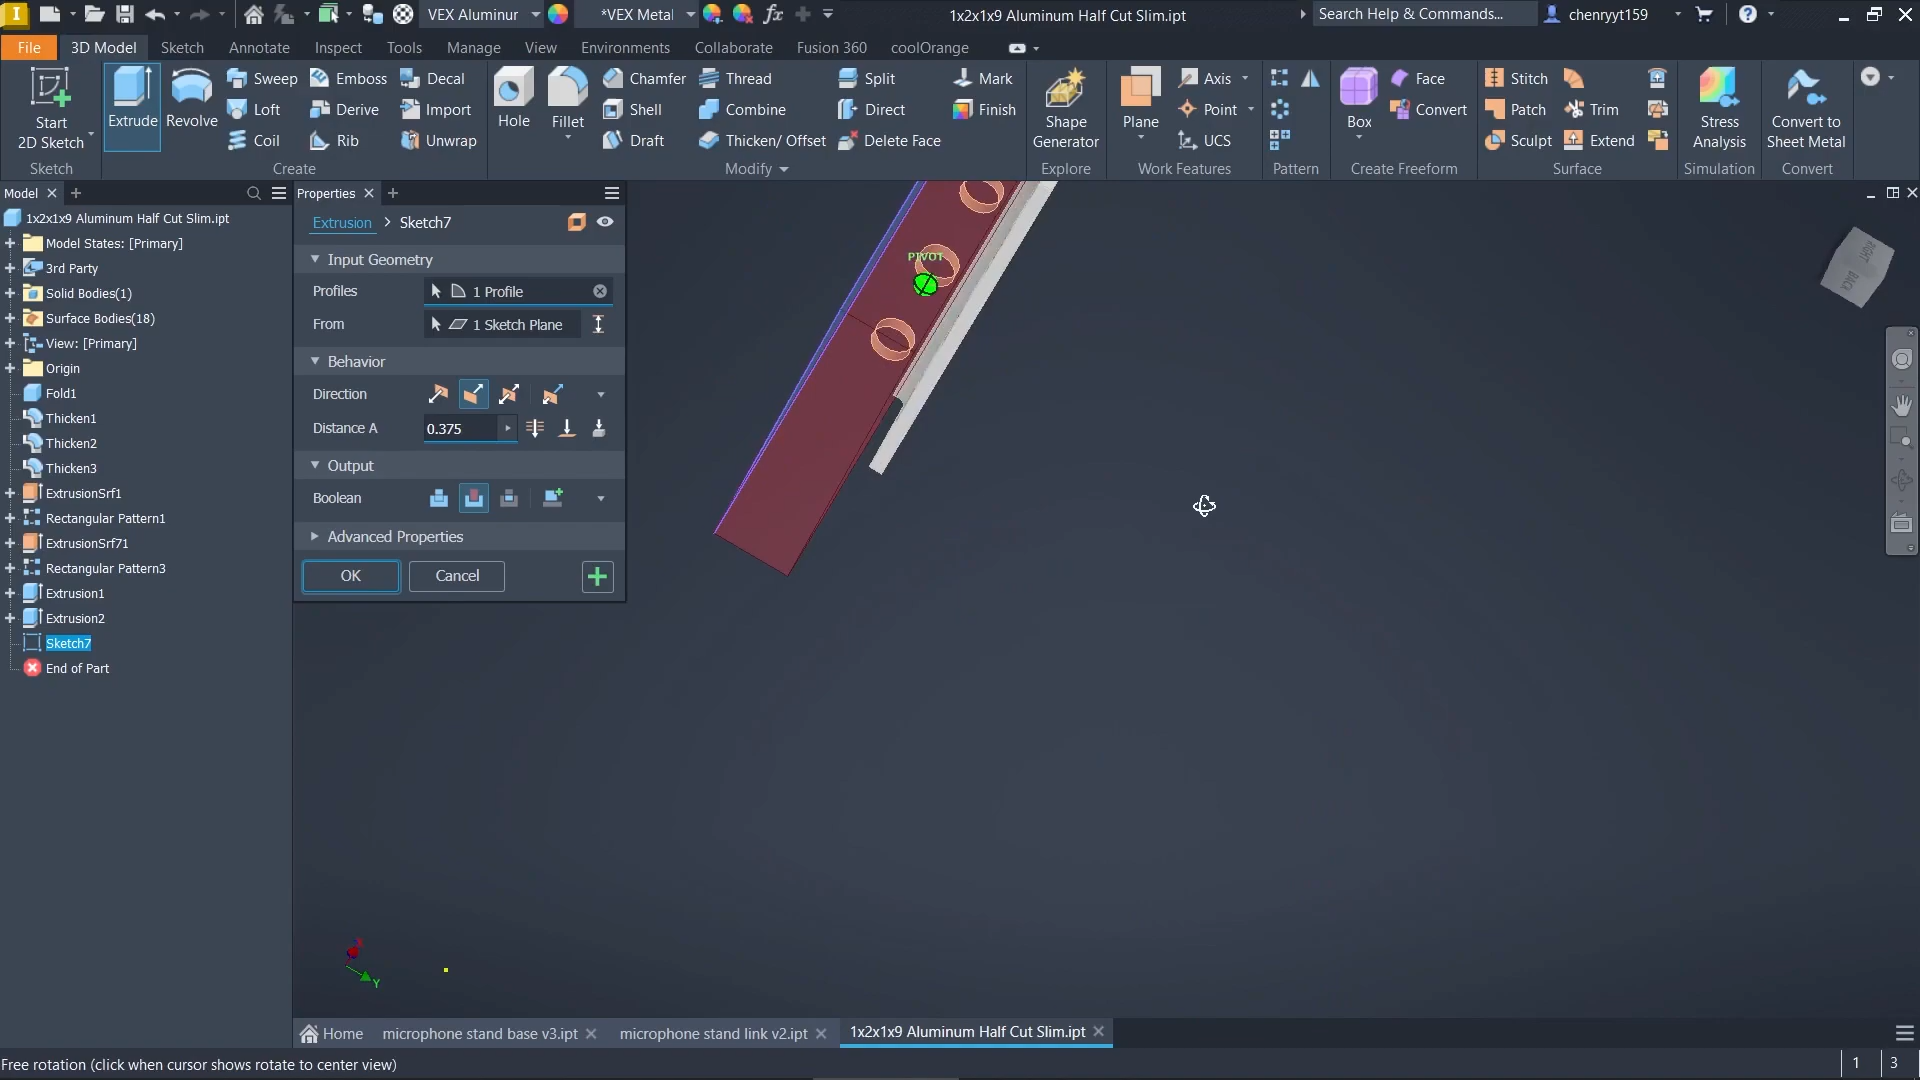 VEX Aluminur
*VEX Metal
1x2x1x9 Aluminum Half Cut Slim.ipt
Search Help & Commands...
chenryyt159
File
3D Model
Sketch
Annotate
Inspect
Tools
Manage
View
Environments
Collaborate
Fusion 360
coolOrange
Start
2D Sketch
Extrude
Revolve
Sweep
Loft
Coil
Emboss
Derive
Rib
Decal
Import
Unwrap
Hole
Fillet
Chamfer
Shell
Draft
Thread
Combine
Thicken/ Offset
Split
Direct
Delete Face
Mark
Finish
Shape
Generator
Plane
Axis
Point
UCS
Box
Face
Convert
Stitch
Patch
Sculpt
Trim
Extend
Stress
Analysis
Convert to
Sheet Metal
Sketch
Create
Modify
Explore
Work Features
Pattern
Create Freeform
Surface
Simulation
Convert
Model
1x2x1x9 Aluminum Half Cut Slim.ipt
Model States: [Primary]
3rd Party
Solid Bodies(1)
Surface Bodies(18)
View: [Primary]
Origin
Fold1
Thicken1
Thicken2
Thicken3
ExtrusionSrf1
Rectangular Pattern1
ExtrusionSrf71
Rectangular Pattern3
Extrusion1
Extrusion2
Sketch7
End of Part
Properties
Extrusion > Sketch7
Input Geometry
Profiles
1 Profile
From
1 Sketch Plane
Behavior
Direction
Distance A
0.375
Output
Boolean
Advanced Properties
OK
Cancel
PIVOT
RIGHT
BACK
Y
Home
microphone stand base v3.ipt
microphone stand link v2.ipt
1x2x1x9 Aluminum Half Cut Slim.ipt
Free rotation (click when cursor shows rotate to center view)
1
3